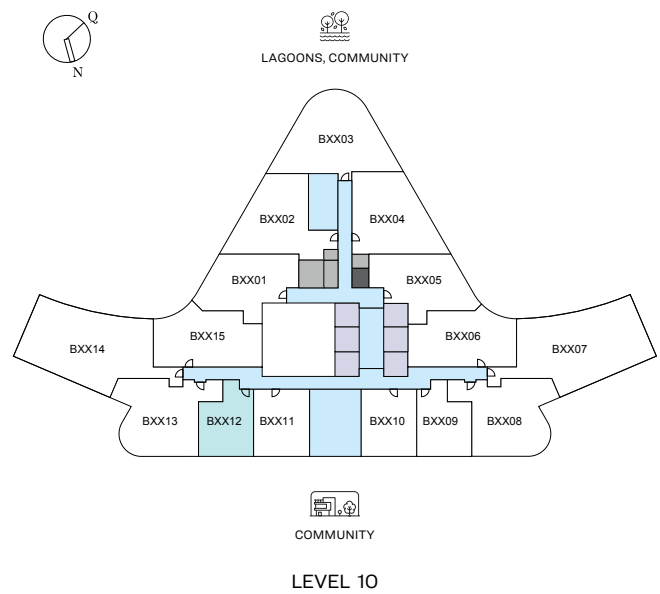 Q
N
LAGOONS, COMMUNITY
BXX03
BXX02
BXX04
BXX01
BXX05
BXX15
BXX06
BXX14
BXX07
BXX13
BXX12
BXX11
BXX10
BXX09
BXX08
COMMUNITY
LEVEL 10